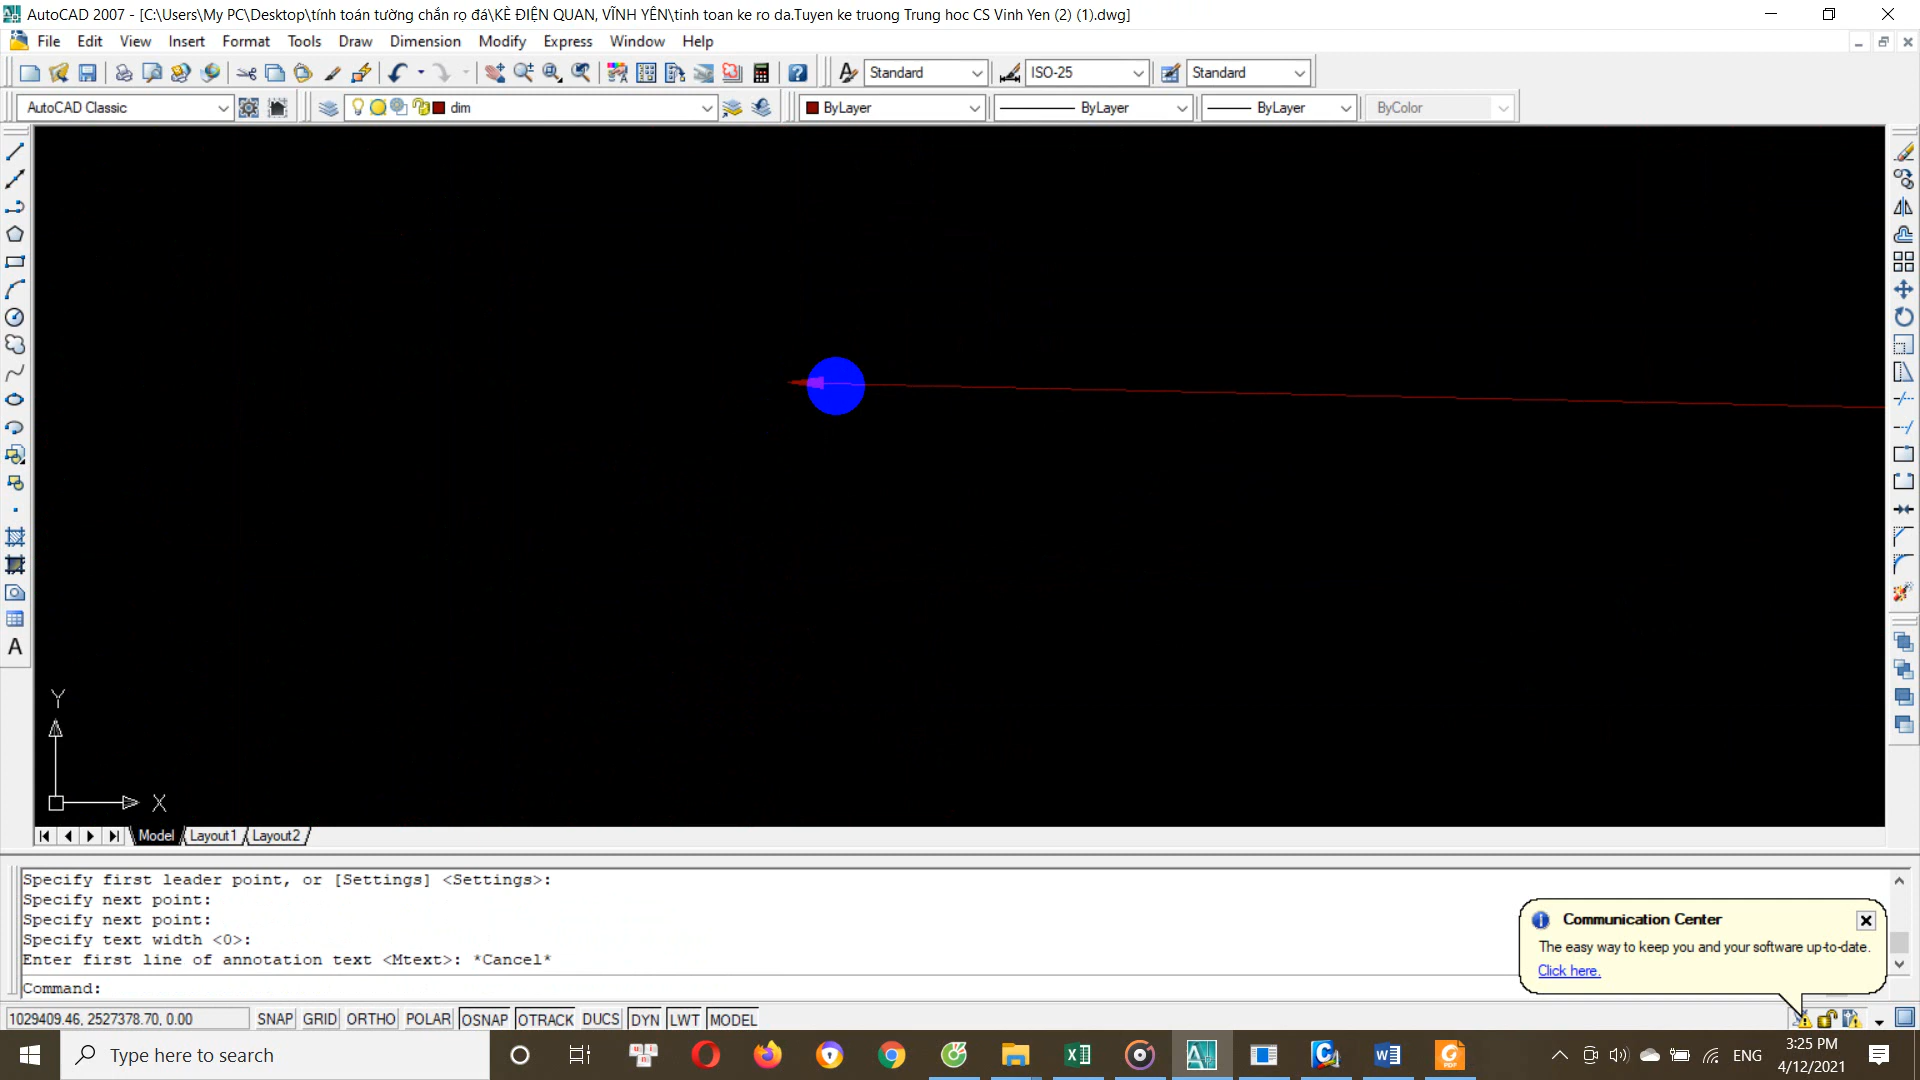 AutoCAD 2007 - [C:\Users\My PC\Desktop\tính toán tường chắn rọ đá\KÈ ĐIỆN QUAN, VĨNH YÊN\tinh toan ke ro da.Tuyen ke truong Trung hoc CS Vinh Yen (2) (1).dwg]
File Edit View Insert Format Tools Draw Dimension Modify Express Window Help
Standard ISO-25 Standard
AutoCAD Classic dim ByLayer ByLayer ByLayer ByColor
A
Y
X
Model Layout1 Layout2
Specify first leader point, or [Settings] <Settings>:
Specify next point:
Specify next point:
Specify text width <0>:
Enter first line of annotation text <Mtext>: *Cancel*
Command:
Communication Center
The easy way to keep you and your software up-to-date.
Click here.
1029409.46, 2527378.70, 0.00 SNAP GRID ORTHO POLAR OSNAP OTRACK DUCS DYN LWT MODEL
Type here to search
ENG
3:25 PM
4/12/2021